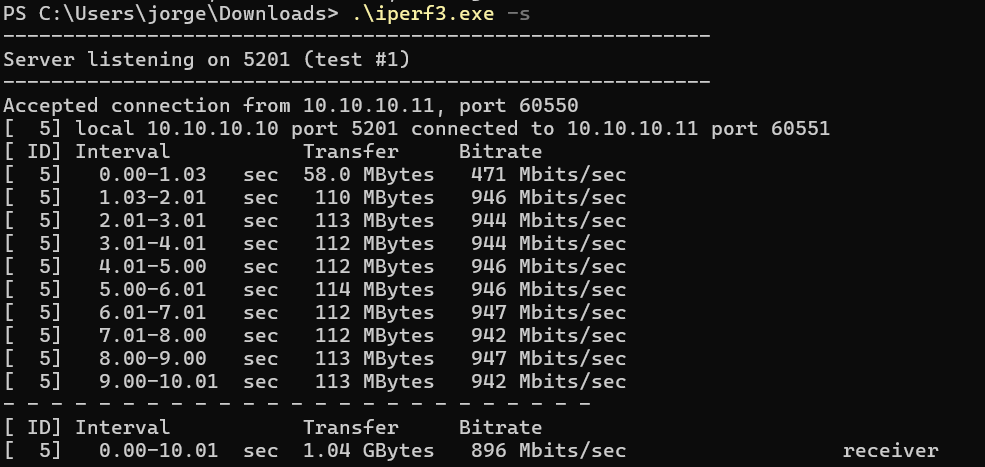 PS C:\Users\jorge\Downloads> .\iperf3.exe -s
-----------------------------------------------------------
Server listening on 5201 (test #1)
-----------------------------------------------------------
Accepted connection from 10.10.10.11, port 60550
[  5] local 10.10.10.10 port 5201 connected to 10.10.10.11 port 60551
[ ID] Interval           Transfer     Bitrate
[  5]   0.00-1.03   sec  58.0 MBytes   471 Mbits/sec
[  5]   1.03-2.01   sec   110 MBytes   946 Mbits/sec
[  5]   2.01-3.01   sec   113 MBytes   944 Mbits/sec
[  5]   3.01-4.01   sec   112 MBytes   944 Mbits/sec
[  5]   4.01-5.00   sec   112 MBytes   946 Mbits/sec
[  5]   5.00-6.01   sec   114 MBytes   946 Mbits/sec
[  5]   6.01-7.01   sec   112 MBytes   947 Mbits/sec
[  5]   7.01-8.00   sec   112 MBytes   942 Mbits/sec
[  5]   8.00-9.00   sec   113 MBytes   947 Mbits/sec
[  5]   9.00-10.01  sec   113 MBytes   942 Mbits/sec
- - - - - - - - - - - - - - - - - - - - - - - - -
[ ID] Interval           Transfer     Bitrate
[  5]   0.00-10.01  sec  1.04 GBytes   896 Mbits/sec                  receiver